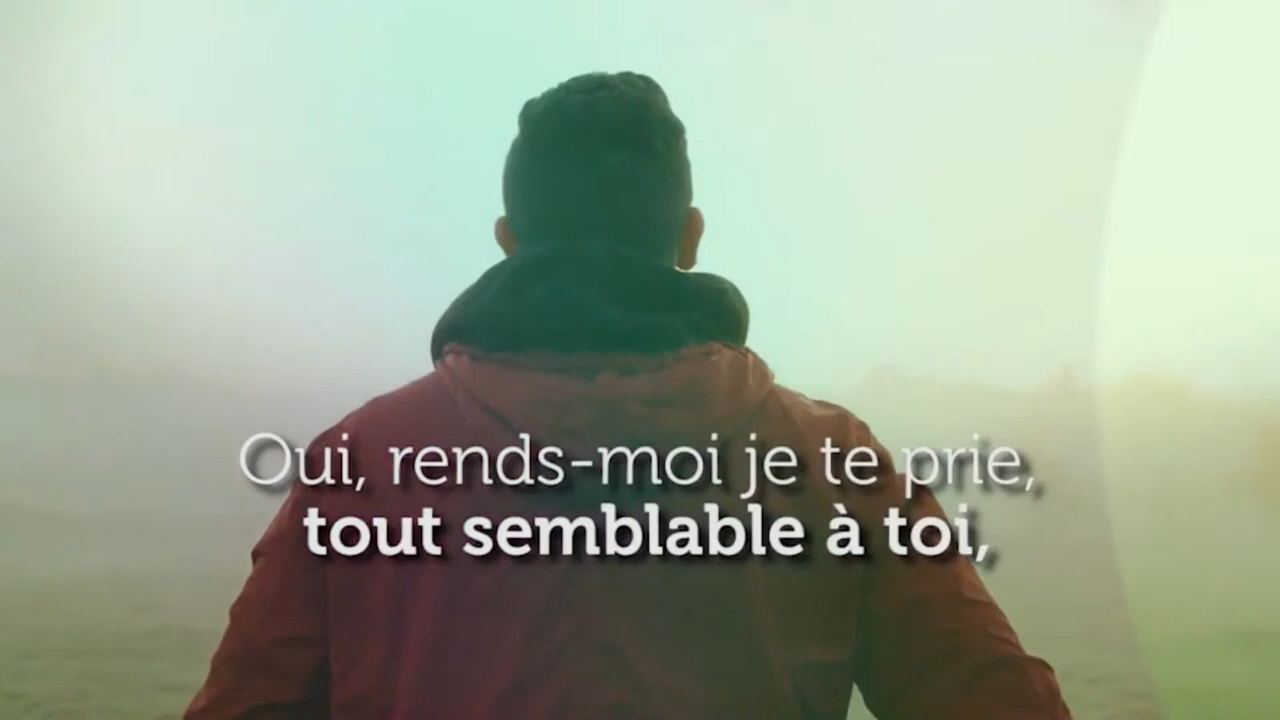 Oui, rends-moi je te prie,
tout semblable à toi,